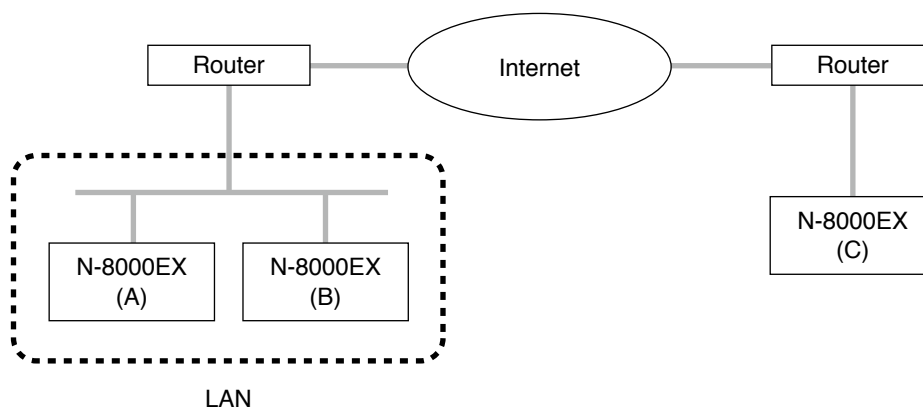 Router
Internet
Router
N-8000EX
(A)
N-8000EX
(B)
N-8000EX
(C)
LAN